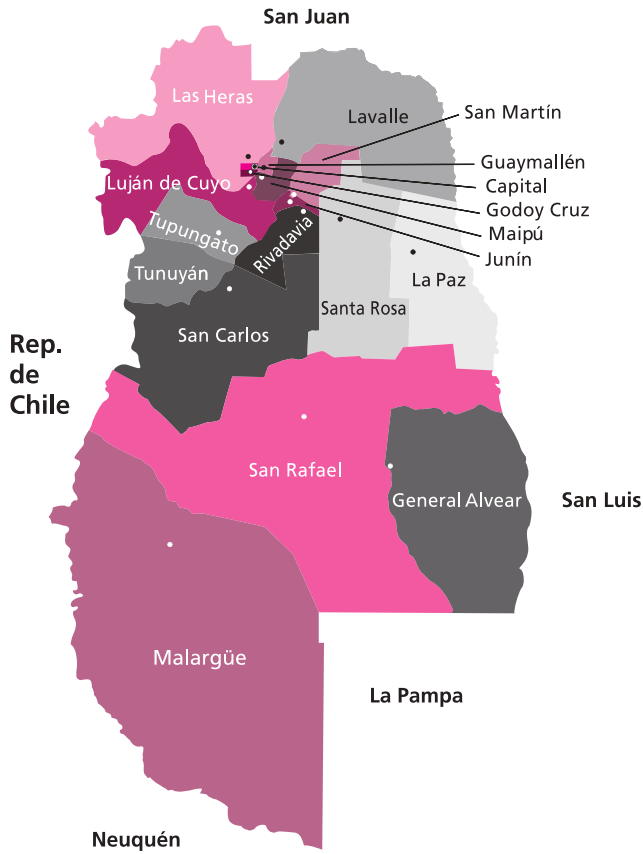 San Juan
Las Heras
Lavalle
San Martín
Guaymallén
Capital
Godoy Cruz
Maipú
Junín
Luján de Cuyo
Tupungato
Rivadavia
Tunuyán
La Paz
Santa Rosa
San Carlos
Rep.
de
Chile
San Rafael
General Alvear
San Luis
Malargüe
La Pampa
Neuquén